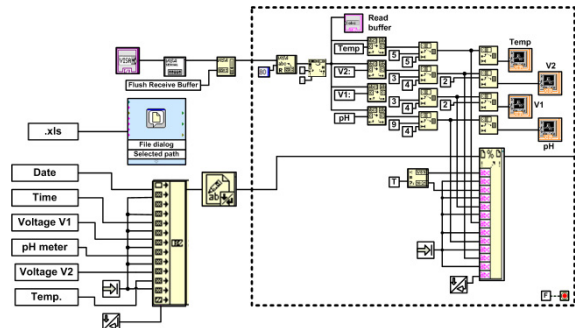 Read
buffer
Temp
5
5
Temp
V2:
3
4
2
V2
V1:
3
4
2
V1
pH
9
4
pH
Flush Receive Buffer
.xls
File dialog
Selected path
Date
Time
Voltage V1
pH meter
Voltage V2
Temp.
T
F